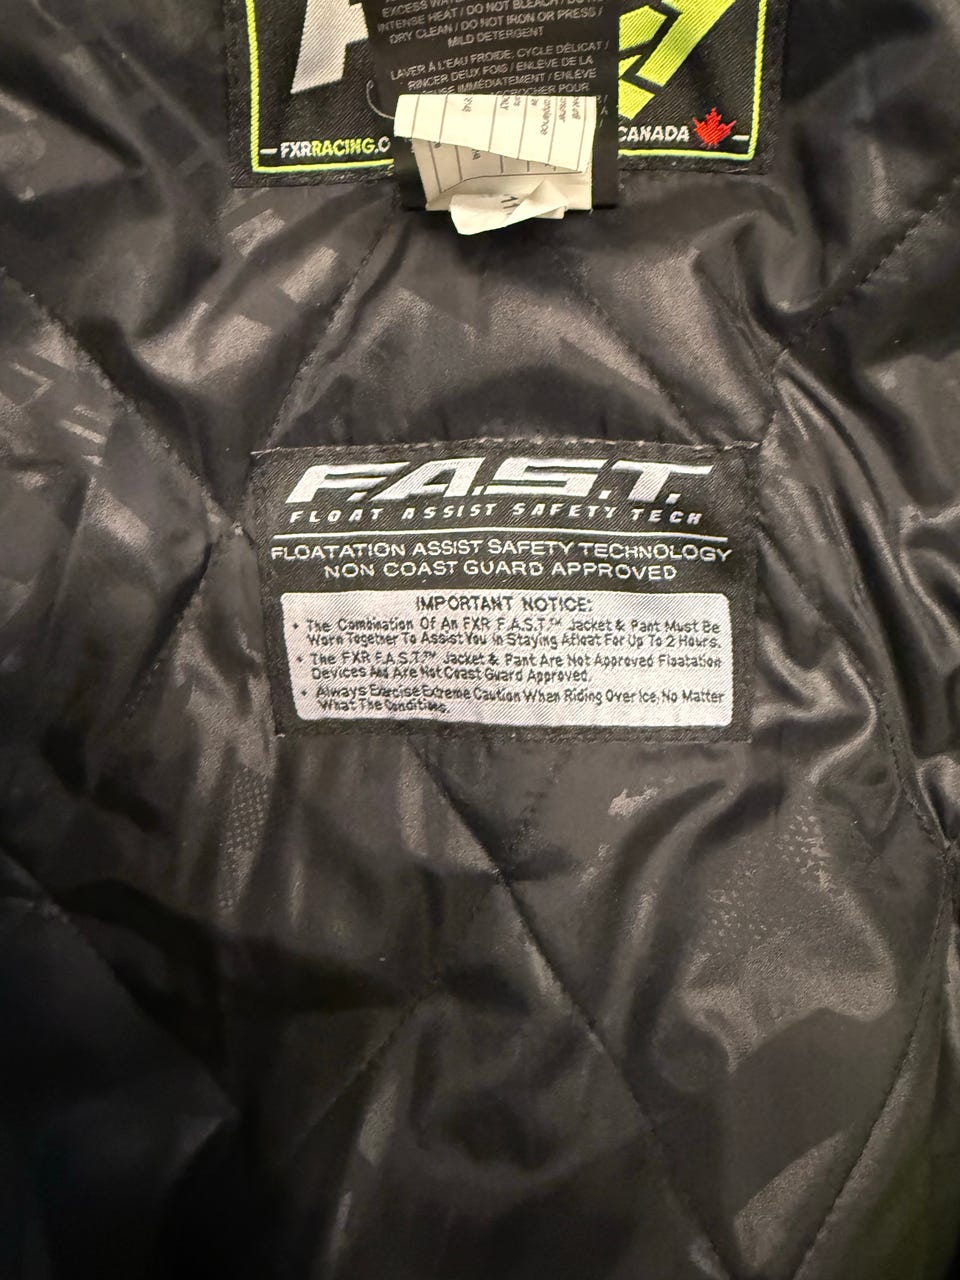 EXCESS WATER
INTENSE HEAT / DO NOT BLEACH /
DRY CLEAN / DO NOT IRON OR PRESS /
MILD DETERGENT
LAVER À L'EAU FROIDE: CYCLE DÉLICAT /
RINCER DEUX FOIS / ENLÈVE DE LA
IMMÉDIATEMENT / ENLÈVE
POUR
FXRRACING.C
CANADA
F.A.S.T.
FLOAT ASSIST SAFETY TECH
FLOATATION ASSIST SAFETY TECHNOLOGY
NON COAST GUARD APPROVED
IMPORTANT NOTICE:
• The Combination Of An FXR F.A.S.T.™ Jacket & Pant Must Be
Worn Together To Assist You In Staying Afloat For Up To 2 Hours.
• The FXR F.A.S.T.™ Jacket & Pant Are Not Approved Floatation
Devices And Are Not Coast Guard Approved.
• Always Exercise Extreme Caution When Riding Over Ice, No Matter
What The Conditions.